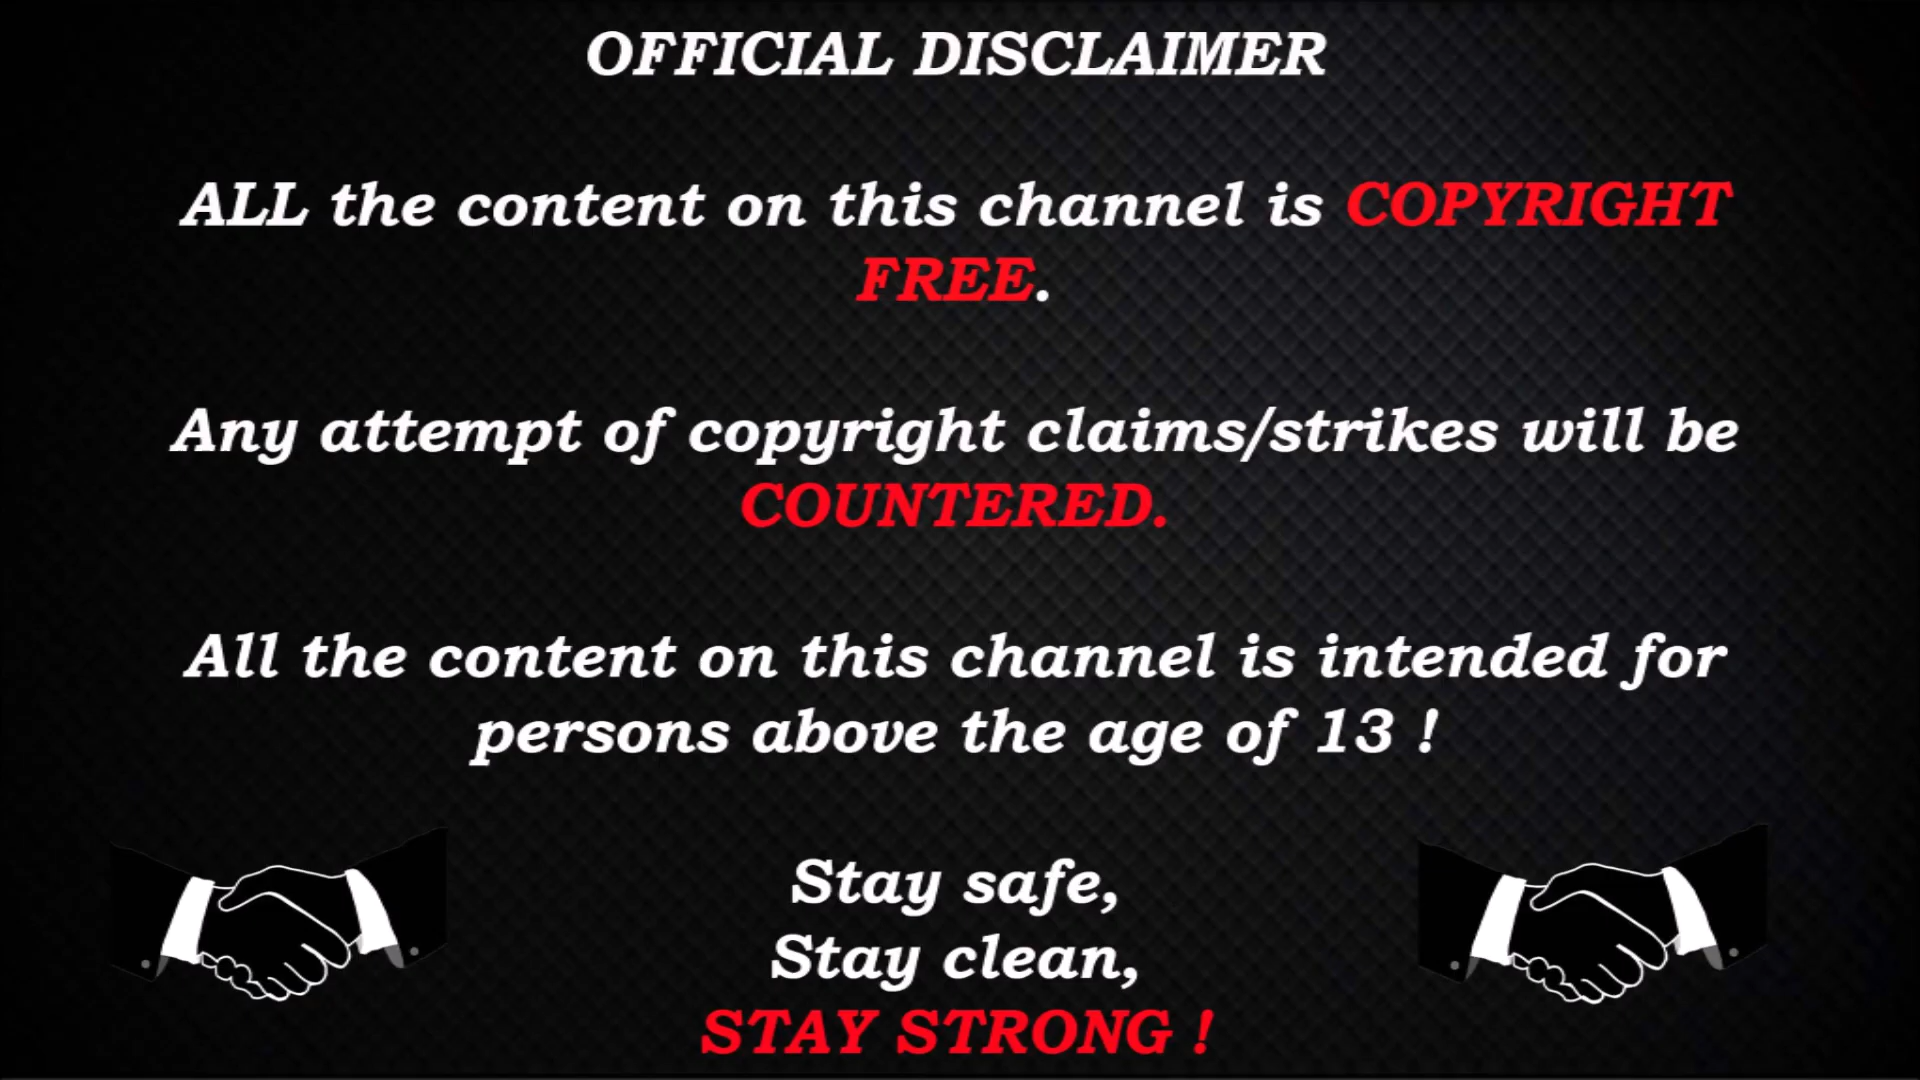 OFFICIAL DISCLAIMER
ALL the content on this channel is COPYRIGHT
FREE.
Any attempt of copyright claims/strikes will be
COUNTERED.
All the content on this channel is intended for
persons above the age of 13 !
Stay safe,
Stay clean,
STAY STRONG !